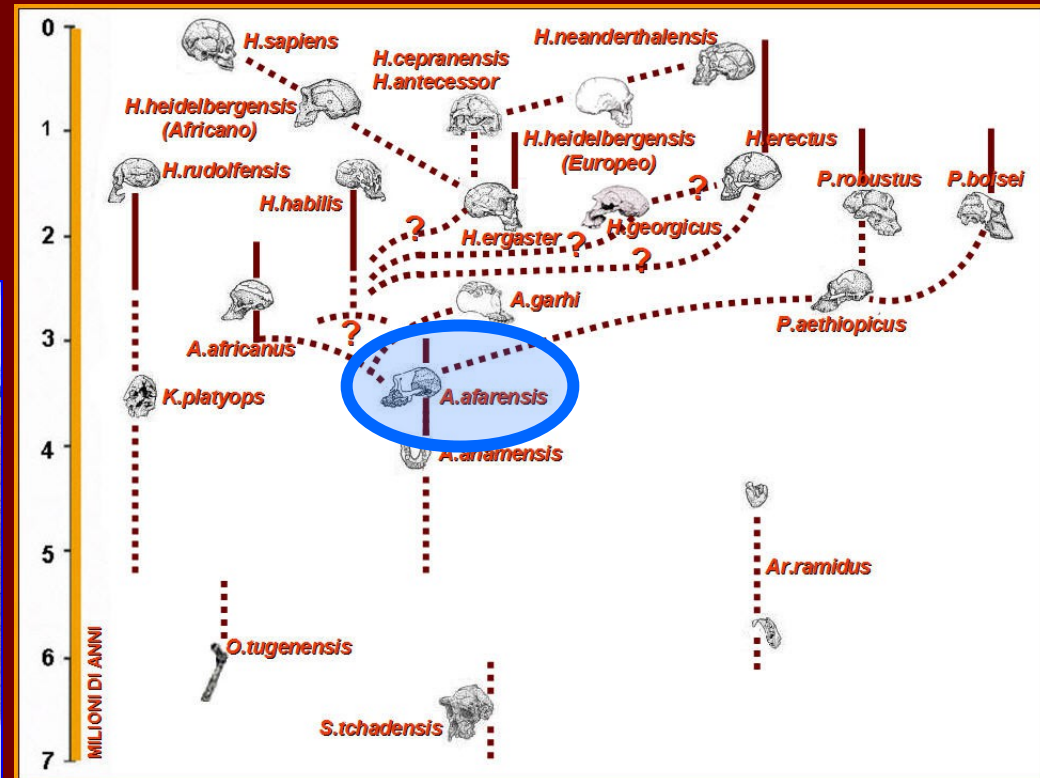 0
H.sapiens
H.neanderthalensis
H.cepranensis
H.antecessor
H.heidelbergensis
(Africano)
1
H.heidelbergensis
(Europeo)
H.erectus
H.rudolfensis
P.robustus
P.boisei
?
H.habilis
2
?
H.ergaster
?
H.georgicus
?
A.garhi
P.aethiopicus
3
?
A.africanus
K.platyops
A.afarensis
4
A.anamensis
5
Ar.ramidus
6
O.tugenensis
S.tchadensis
7
MILIONI DI ANNI